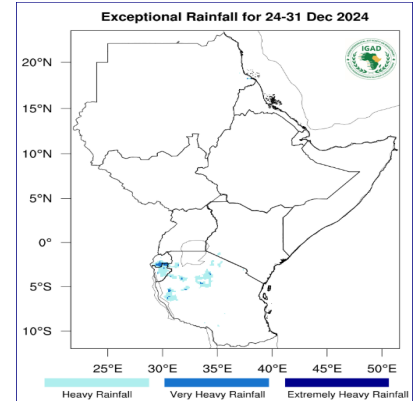 Exceptional Rainfall for 24-31 Dec 2024
IGAD
20°N
15°N
10°N
5°N
0°
5°S
10°S
25°E 30°E 35°E 40°E 45°E 50°E
Heavy Rainfall Very Heavy Rainfall Extremely Heavy Rainfall